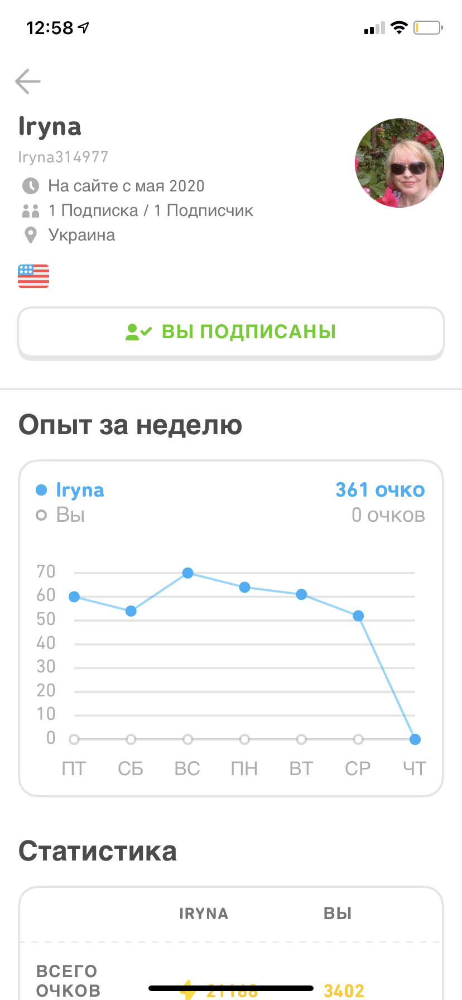 12:58
Iryna
Iryna314977
На сайте с мая 2020
1 Подписка / 1 Подписчик
Украина
ВЫ ПОДПИСАНЫ
Опыт за неделю
Iryna 361 очко
Вы 0 очков
70
60
50
40
30
20
10
0
ПТ СБ ВС ПН ВТ СР ЧТ
Статистика
IRYNA ВЫ
ВСЕГО
ОЧКОВ 3402